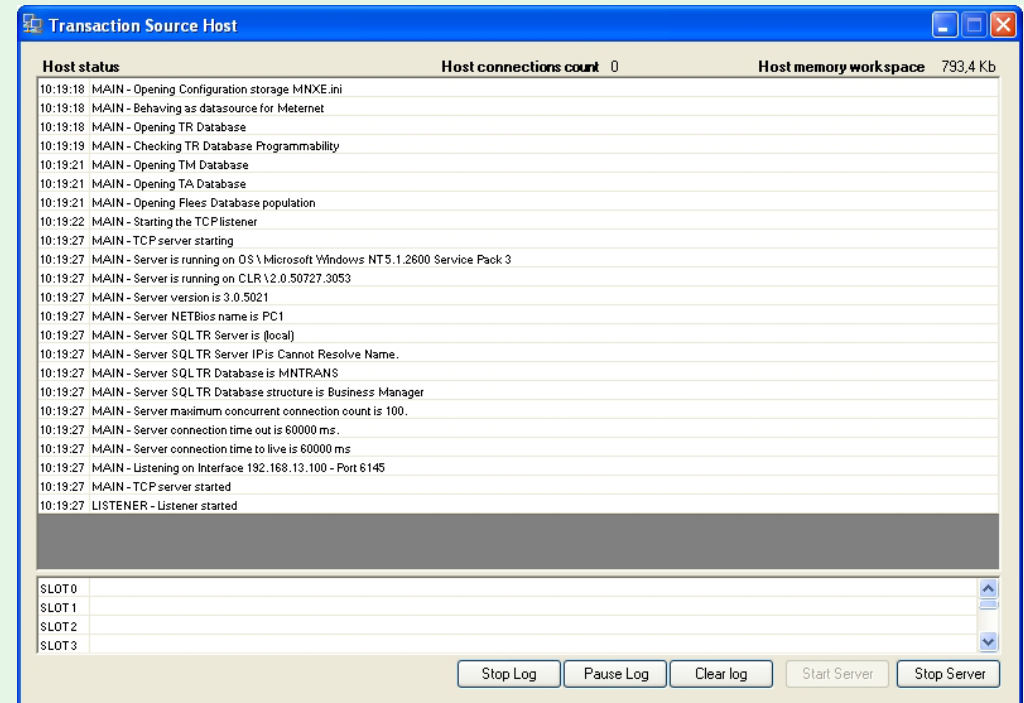 Transaction Source Host
Host status Host connections count 0 Host memory workspace 793,4 Kb
10:19:18 MAIN - Opening Configuration storage MNXE.ini
10:19:18 MAIN - Behaving as datasource for Meternet
10:19:18 MAIN - Opening TR Database
10:19:19 MAIN - Checking TR Database Programmability
10:19:21 MAIN - Opening TM Database
10:19:21 MAIN - Opening TA Database
10:19:21 MAIN - Opening Flees Database population
10:19:22 MAIN - Starting the TCP listener
10:19:27 MAIN - TCP server starting
10:19:27 MAIN - Server is running on OS \ Microsoft Windows NT 5.1.2600 Service Pack 3
10:19:27 MAIN - Server is running on CLR \ 2.0.50727.3053
10:19:27 MAIN - Server version is 3.0.5021
10:19:27 MAIN - Server NETBios name is PC1
10:19:27 MAIN - Server SQL TR Server is (local)
10:19:27 MAIN - Server SQL TR Server IP is Cannot Resolve Name.
10:19:27 MAIN - Server SQL TR Database is MNTRANS
10:19:27 MAIN - Server SQL TR Database structure is Business Manager
10:19:27 MAIN - Server maximum concurrent connection count is 100.
10:19:27 MAIN - Server connection time out is 60000 ms.
10:19:27 MAIN - Server connection time to live is 60000 ms
10:19:27 MAIN - Listening on Interface 192.168.13.100 - Port 6145
10:19:27 MAIN - TCP server started
10:19:27 LISTENER - Listener started
SLOT0
SLOT1
SLOT2
SLOT3
Stop Log Pause Log Clear log Start Server Stop Server